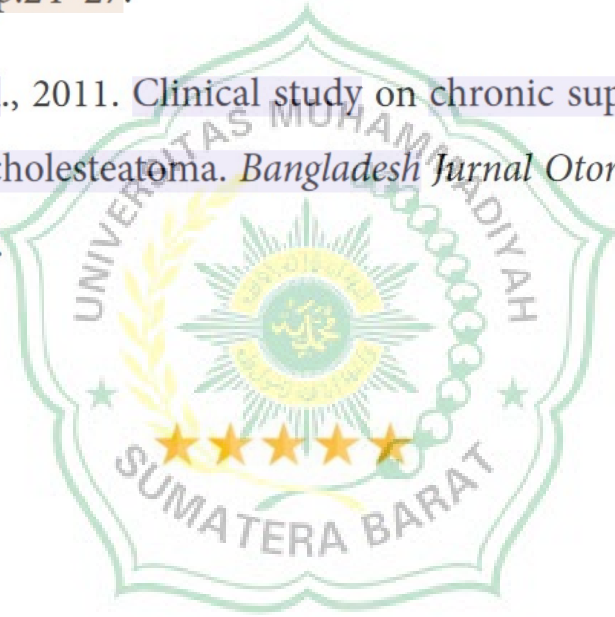 ., 2011. Clinical study on chronic sup
cholesteatoma. Bangladesh Jurnal Otor
UNIVERSITAS MUHAMMADIYAH
SUMATERA BARAT